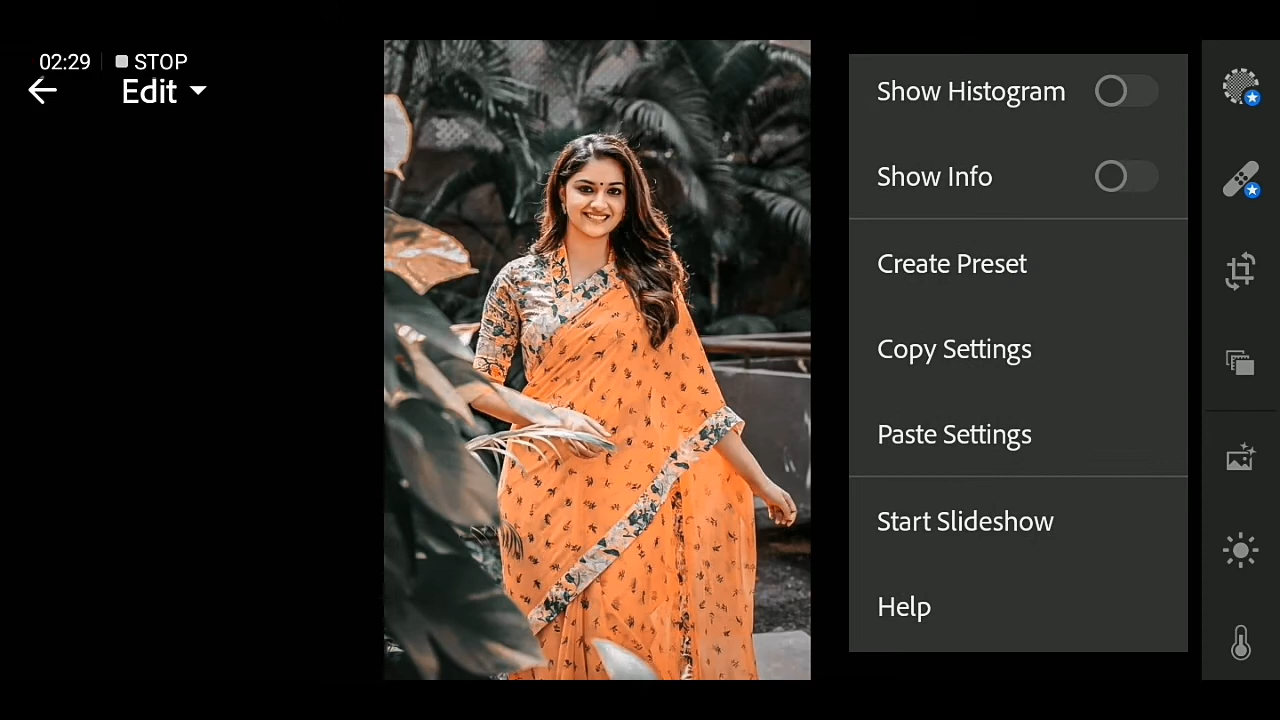 02:29 STOP
Edit
Show Histogram
Show Info
Create Preset
Copy Settings
Paste Settings
Start Slideshow
Help